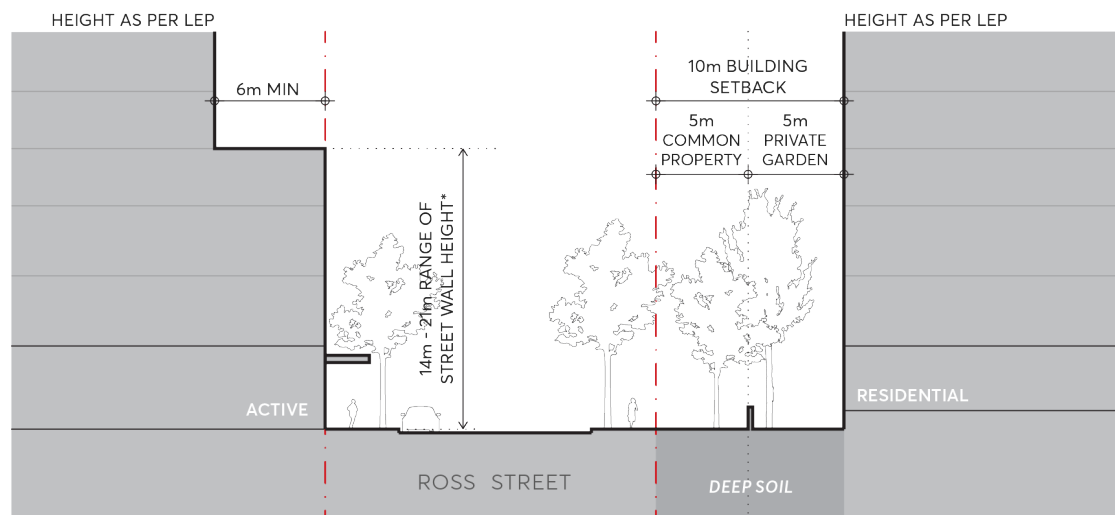 HEIGHT AS PER LEP
HEIGHT AS PER LEP
6m MIN
10m BUILDING
SETBACK
5m
COMMON
PROPERTY
5m
PRIVATE
GARDEN
14m - 21m RANGE OF
STREET WALL HEIGHT*
ACTIVE
RESIDENTIAL
ROSS STREET
DEEP SOIL